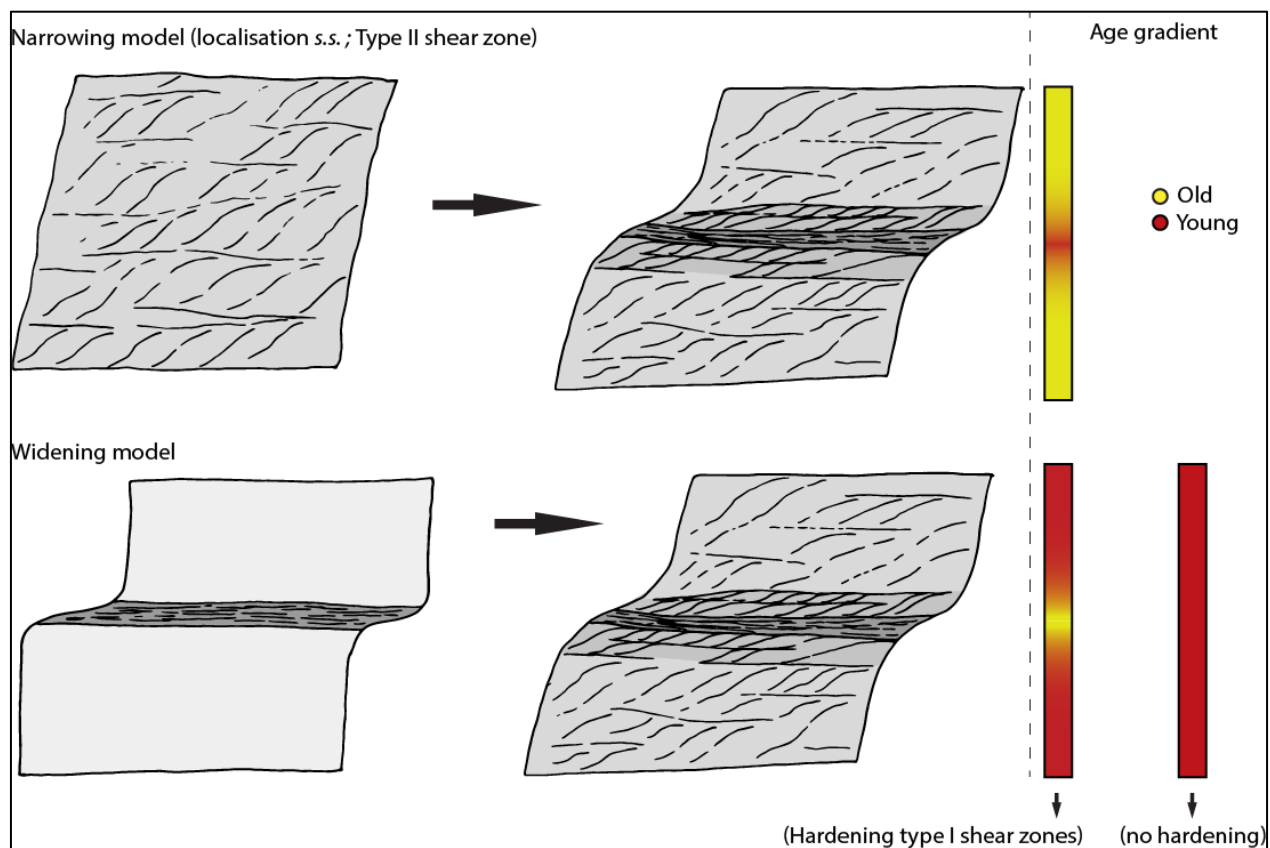 Narrowing model (localisation s.s. ; Type II shear zone)
Age gradient
Old
Young
Widening model
(Hardening type I shear zones)
(no hardening)